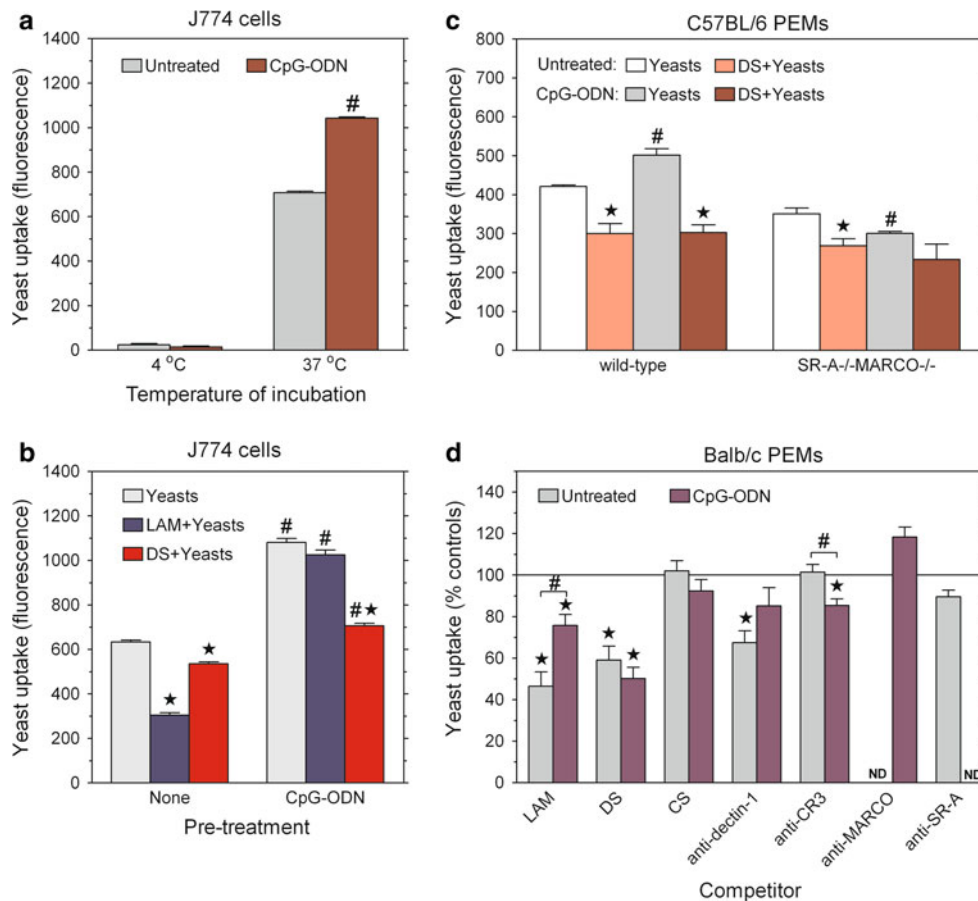 a
J774 cells
Yeast uptake (fluorescence)
1400
1200
1000
800
600
400
200
0
Untreated
CpG-ODN
#
4 °C
37 °C
Temperature of incubation
b
J774 cells
Yeast uptake (fluorescence)
1400
1200
1000
800
600
400
200
0
Yeasts
LAM+Yeasts
DS+Yeasts
★
★
#
#
#★
None
CpG-ODN
Pre-treatment
c
C57BL/6 PEMs
Yeast uptake (fluorescence)
800
700
600
500
400
300
200
100
0
Untreated: Yeasts DS+Yeasts
CpG-ODN: Yeasts DS+Yeasts
★
#
★
★
#
wild-type
SR-A-/-MARCO-/-
d
Balb/c PEMs
Yeast uptake (% controls)
140
120
100
80
60
40
20
0
Untreated
CpG-ODN
#
★
★
★
★
★
#
★
ND
ND
LAM
DS
CS
anti-dectin-1
anti-CR3
anti-MARCO
anti-SR-A
Competitor